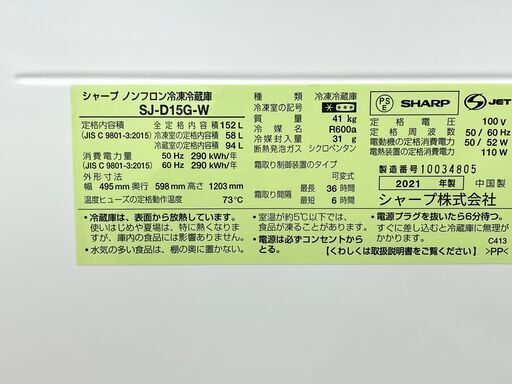 シャープ ノンフロン冷凍冷蔵庫
SJ-D15G-W
定格内容積 全定格内容積 152 L
(JIS C 9801-3:2015) 冷凍室の定格内容積 58 L
冷蔵室の定格内容積 94 L
消費電力量 50 Hz 290 kWh/年
(JIS C 9801-3:2015) 60 Hz 290 kWh/年
外形寸法
幅 495 mm 奥行 598 mm 高さ 1203 mm
温度ヒューズの定格動作温度 73℃
種類 冷凍冷蔵庫
冷凍室の記号
質量 41 kg
冷媒 R600a
冷媒封入量 31 g
断熱材発泡ガス シクロペンタン
霜取り制御装置のタイプ
可変式
霜取り間隔 最長 36 時間
最短 6 時間
PS
E
SHARP
S JET
定格電圧 100 V
定格周波数 50 / 60 Hz
電動機の定格消費電力 50 / 52 W
電熱装置の定格消費電力 110 W
製造番号 10034805
2021 年製 中国製
シャープ株式会社
・冷蔵庫は、表面から放熱しています。
使いはじめや夏場は、特に熱く感じられますが、庫内の食品には影響ありません。
・水気の多い食品は、棚の奥に置かない。
・室温が約5℃以下では、
食品が凍ることがあります。
・電源は必ずコンセントから
とる。
・電源プラグを抜いたら6分待つ。
すぐに差し込むと冷蔵庫に無理が
かかります。
C413
【くわしくは取扱説明書をご覧ください】
>PP<